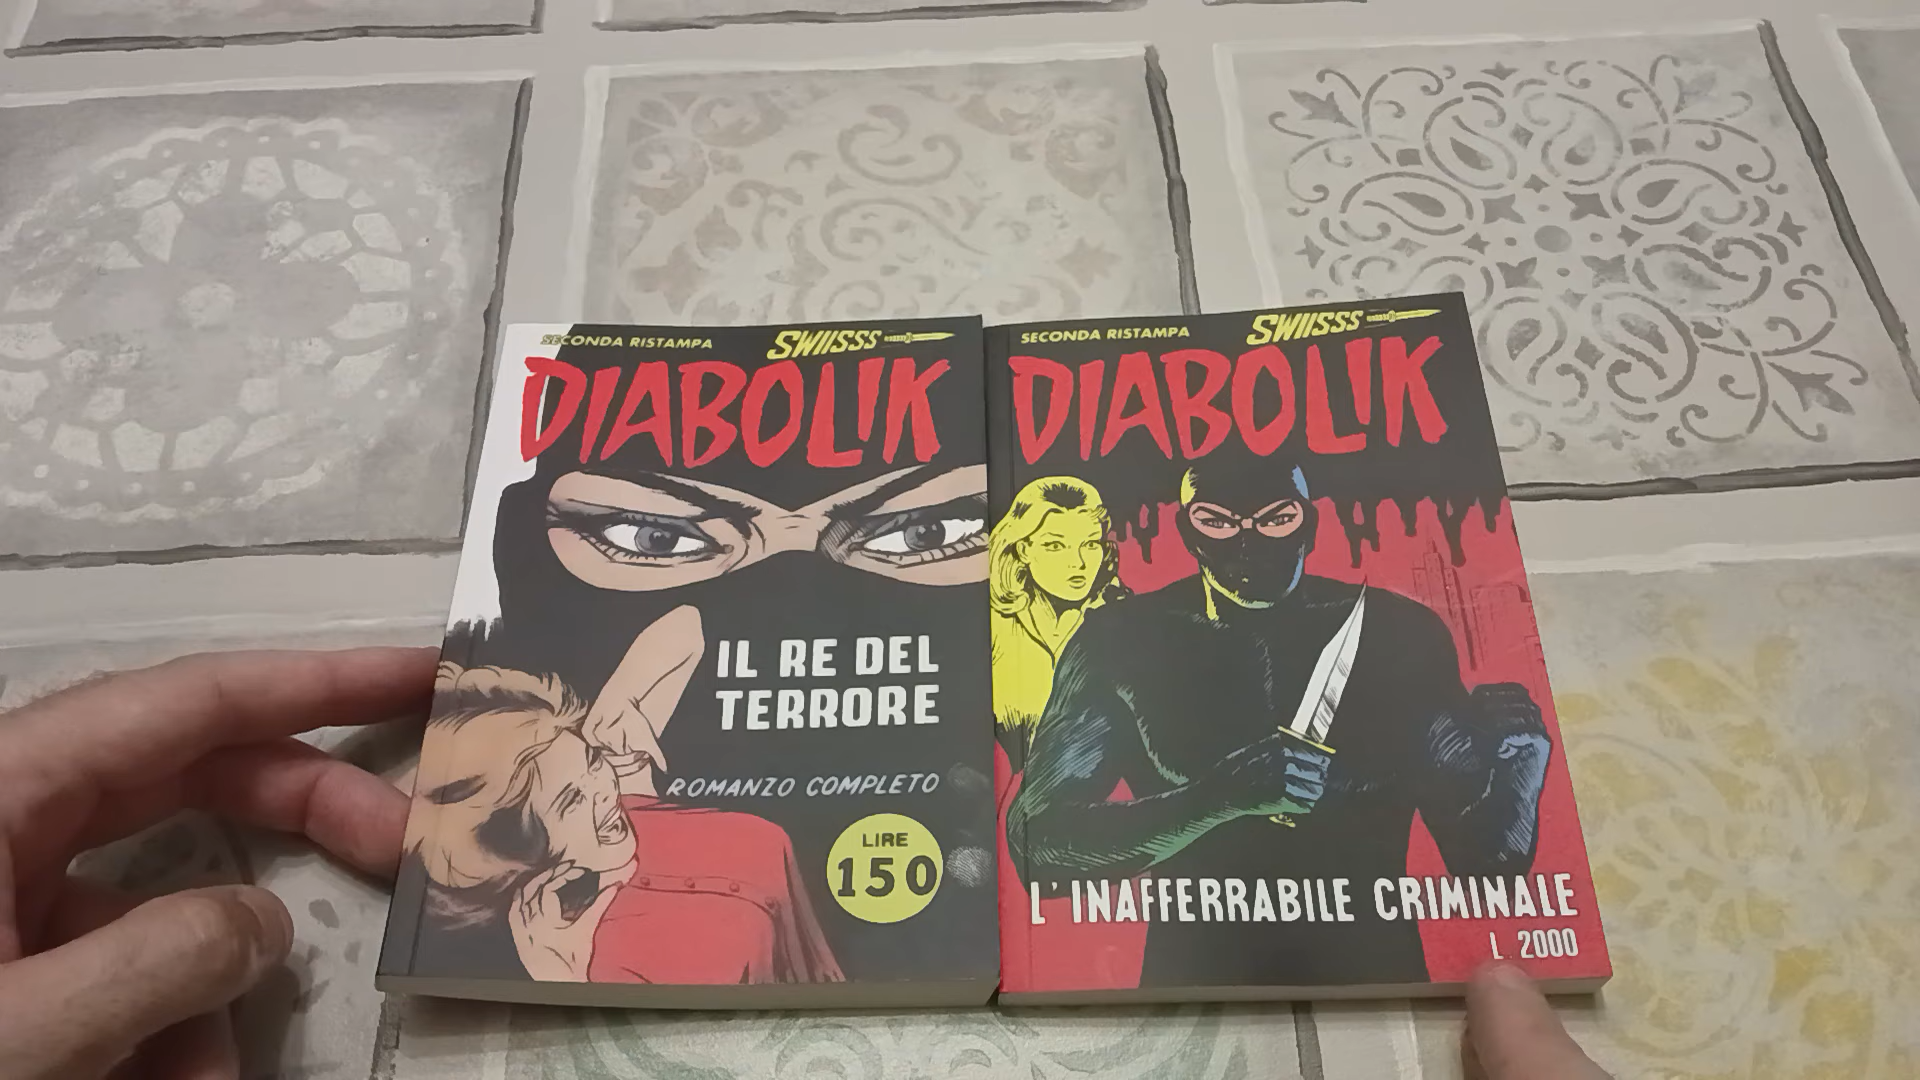 SECONDA RISTAMPA
SWIISSS
DIABOLIK
IL RE DEL
TERRORE
ROMANZO COMPLETO
LIRE
150
SECONDA RISTAMPA
SWIISSS
DIABOLIK
L'INAFFERRABILE CRIMINALE
L. 2000